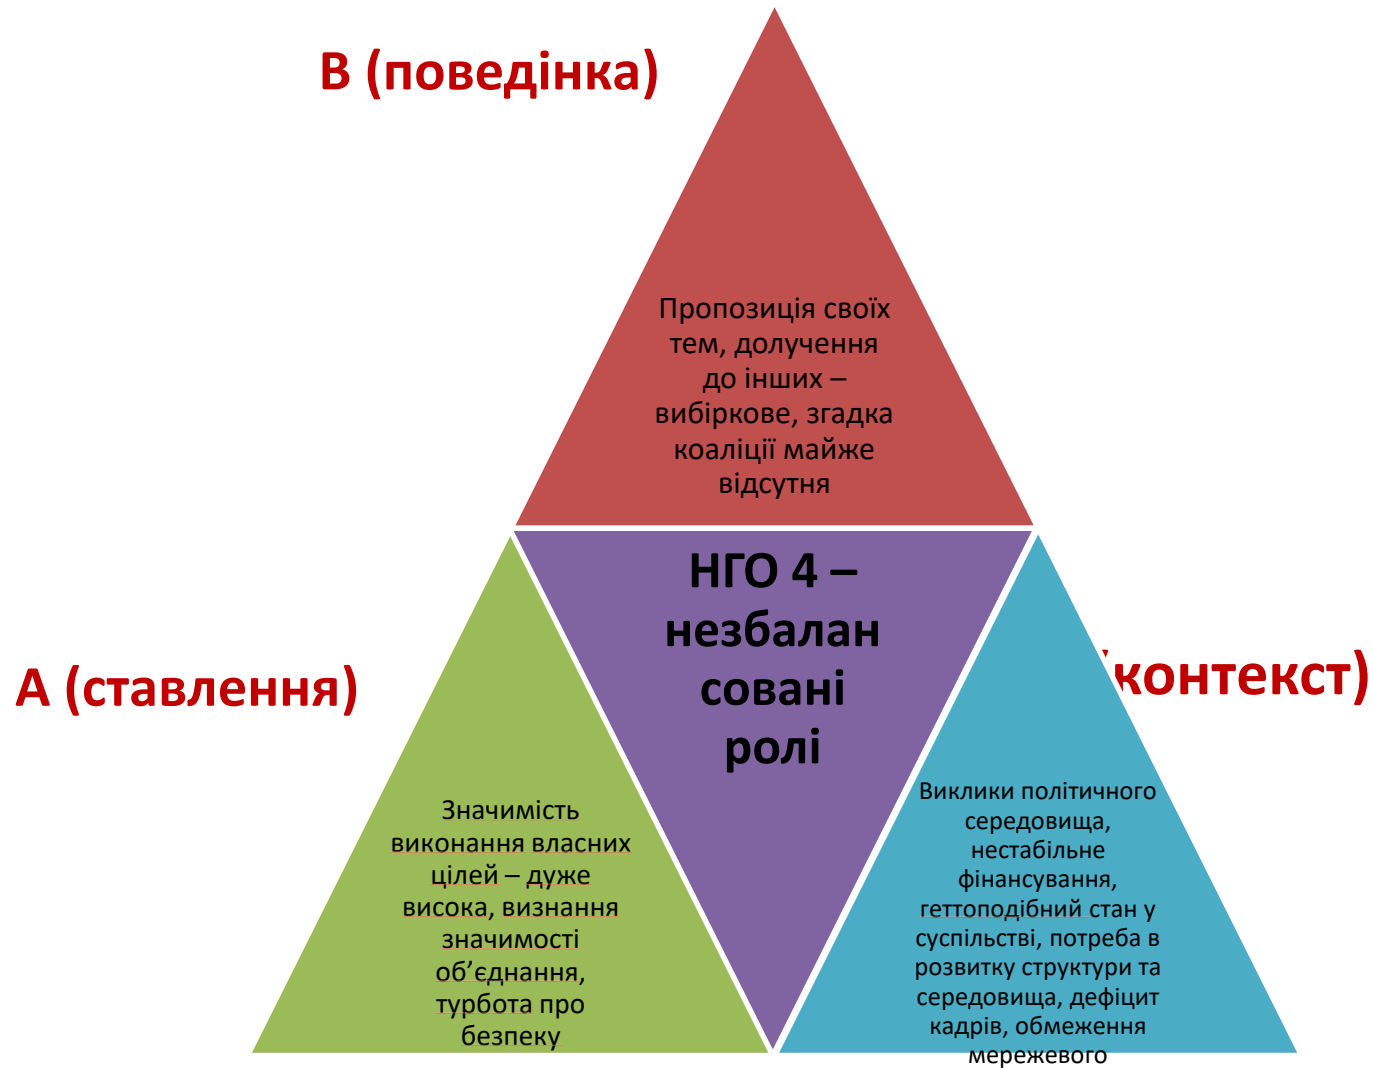 В (поведінка)
Пропозиція своїх
тем, долучення
до інших –
вибіркове, згадка
коаліції майже
відсутня
НГО 4 –
незбалан
совані
ролі
А (ставлення)
контекст)
Значимість
виконання власних
цілей – дуже
висока, визнання
значимості
об’єднання,
турбота про
безпеку
Виклики політичного
середовища,
нестабільне
фінансування,
геттоподібний стан у
суспільстві, потреба в
розвитку структури та
середовища, дефіцит
кадрів, обмеження
мережевого